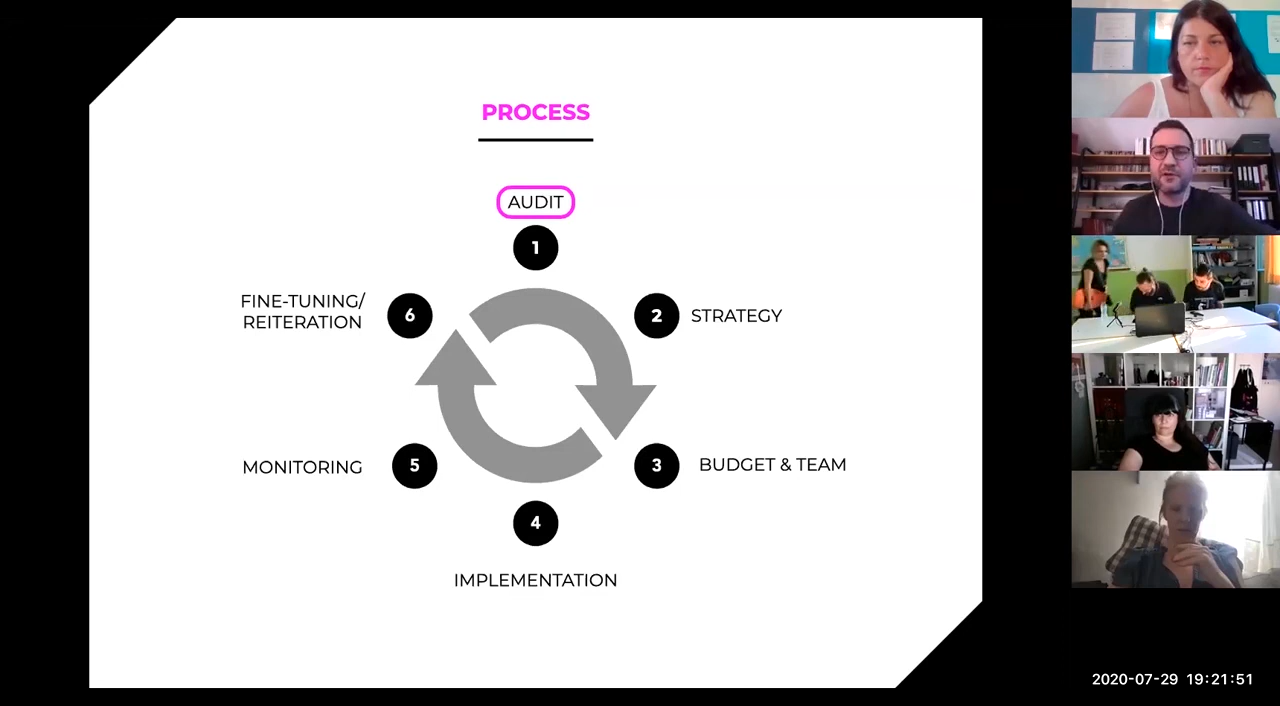 PROCESS
AUDIT
1
2 STRATEGY
3 BUDGET & TEAM
4
IMPLEMENTATION
5
MONITORING
6
FINE-TUNING/
REITERATION
2020-07-29 19:21:51